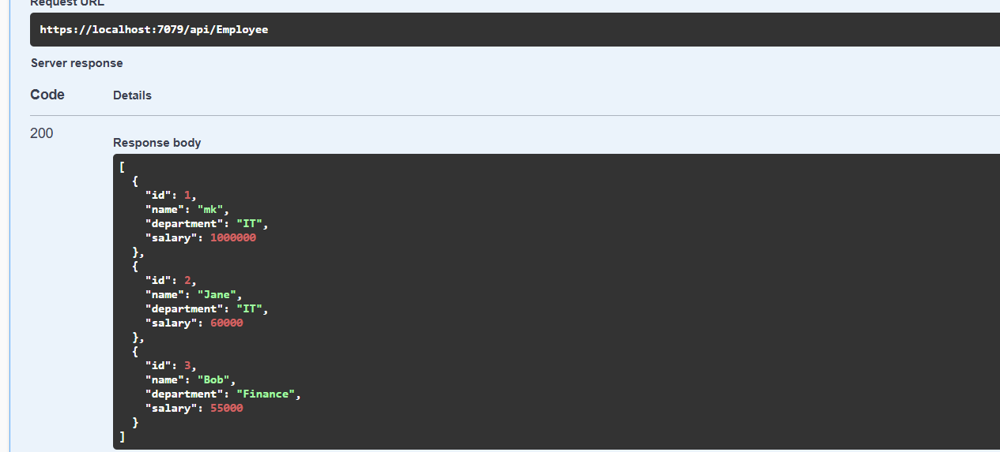 Request URL
https://localhost:7079/api/Employee
Server response
Code Details
200
Response body
[
  {
    "id": 1,
    "name": "mk",
    "department": "IT",
    "salary": 1000000
  },
  {
    "id": 2,
    "name": "Jane",
    "department": "IT",
    "salary": 60000
  },
  {
    "id": 3,
    "name": "Bob",
    "department": "Finance",
    "salary": 55000
  }
]